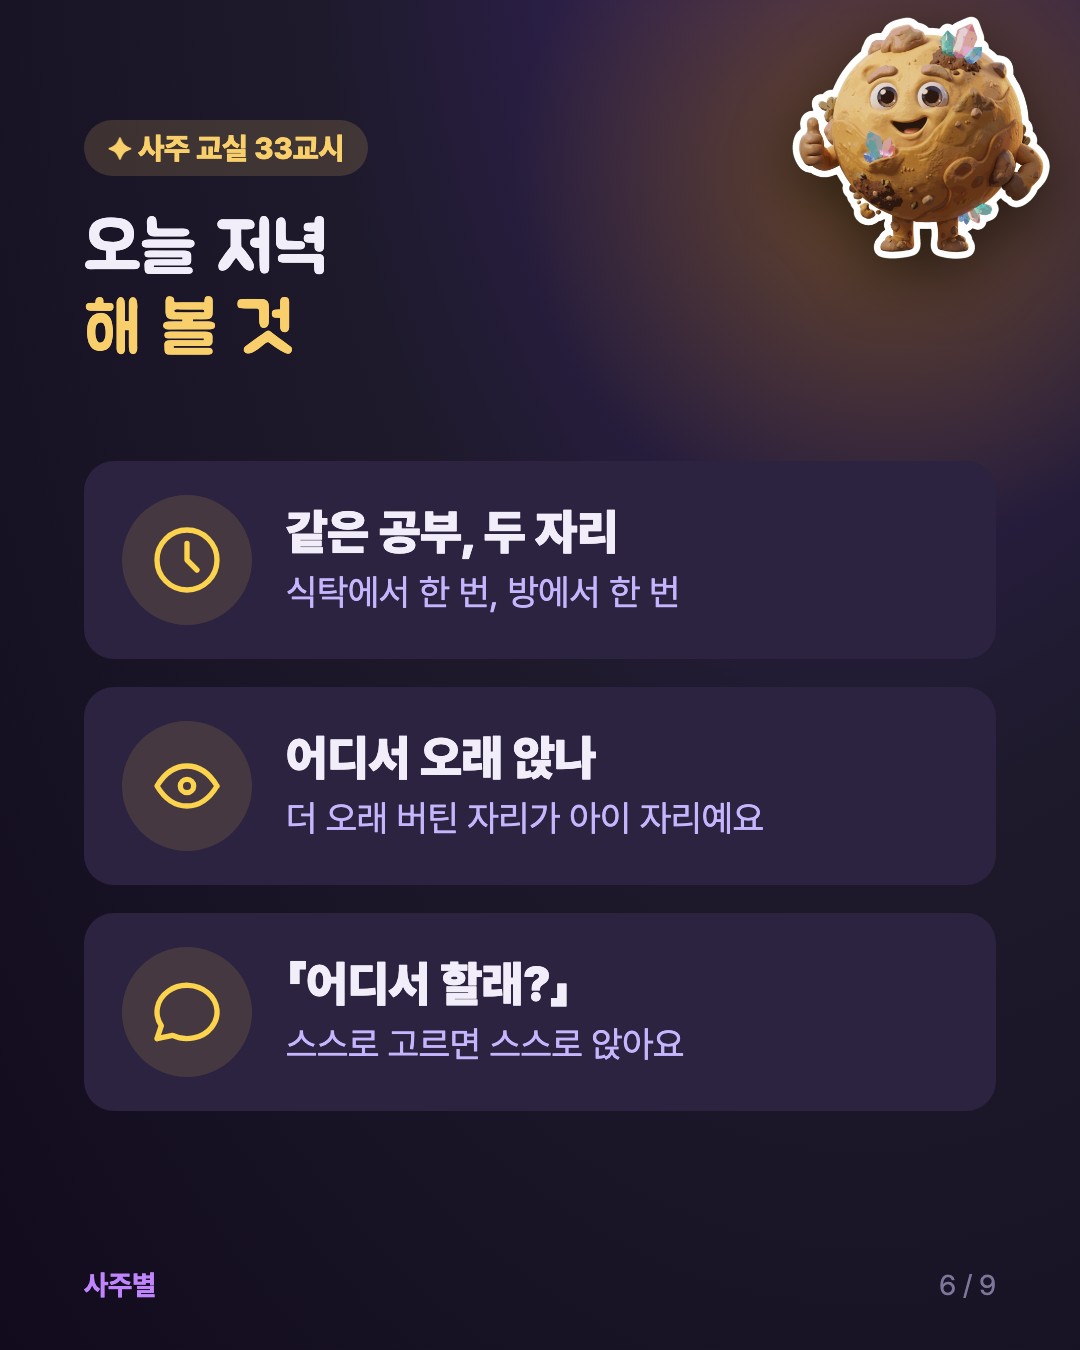 ✦ 사주 교실 33교시
오늘 저녁
해 볼 것
같은 공부, 두 자리
식탁에서 한 번, 방에서 한 번
어디서 오래 앉나
더 오래 버틴 자리가 아이 자리예요
「어디서 할래?」
스스로 고르면 스스로 앉아요
사주별
6 / 9